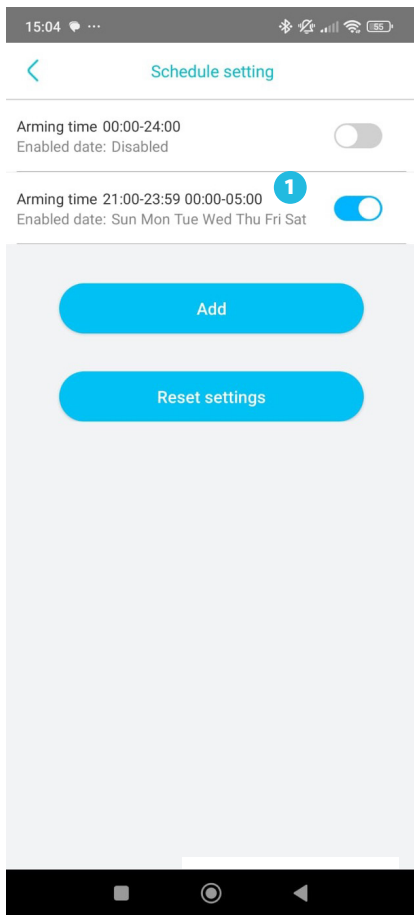 15:04
55
Schedule setting
Arming time 00:00-24:00
Enabled date: Disabled
Arming time 21:00-23:59 00:00-05:00
1
Enabled date: Sun Mon Tue Wed Thu Fri Sat
Add
Reset settings